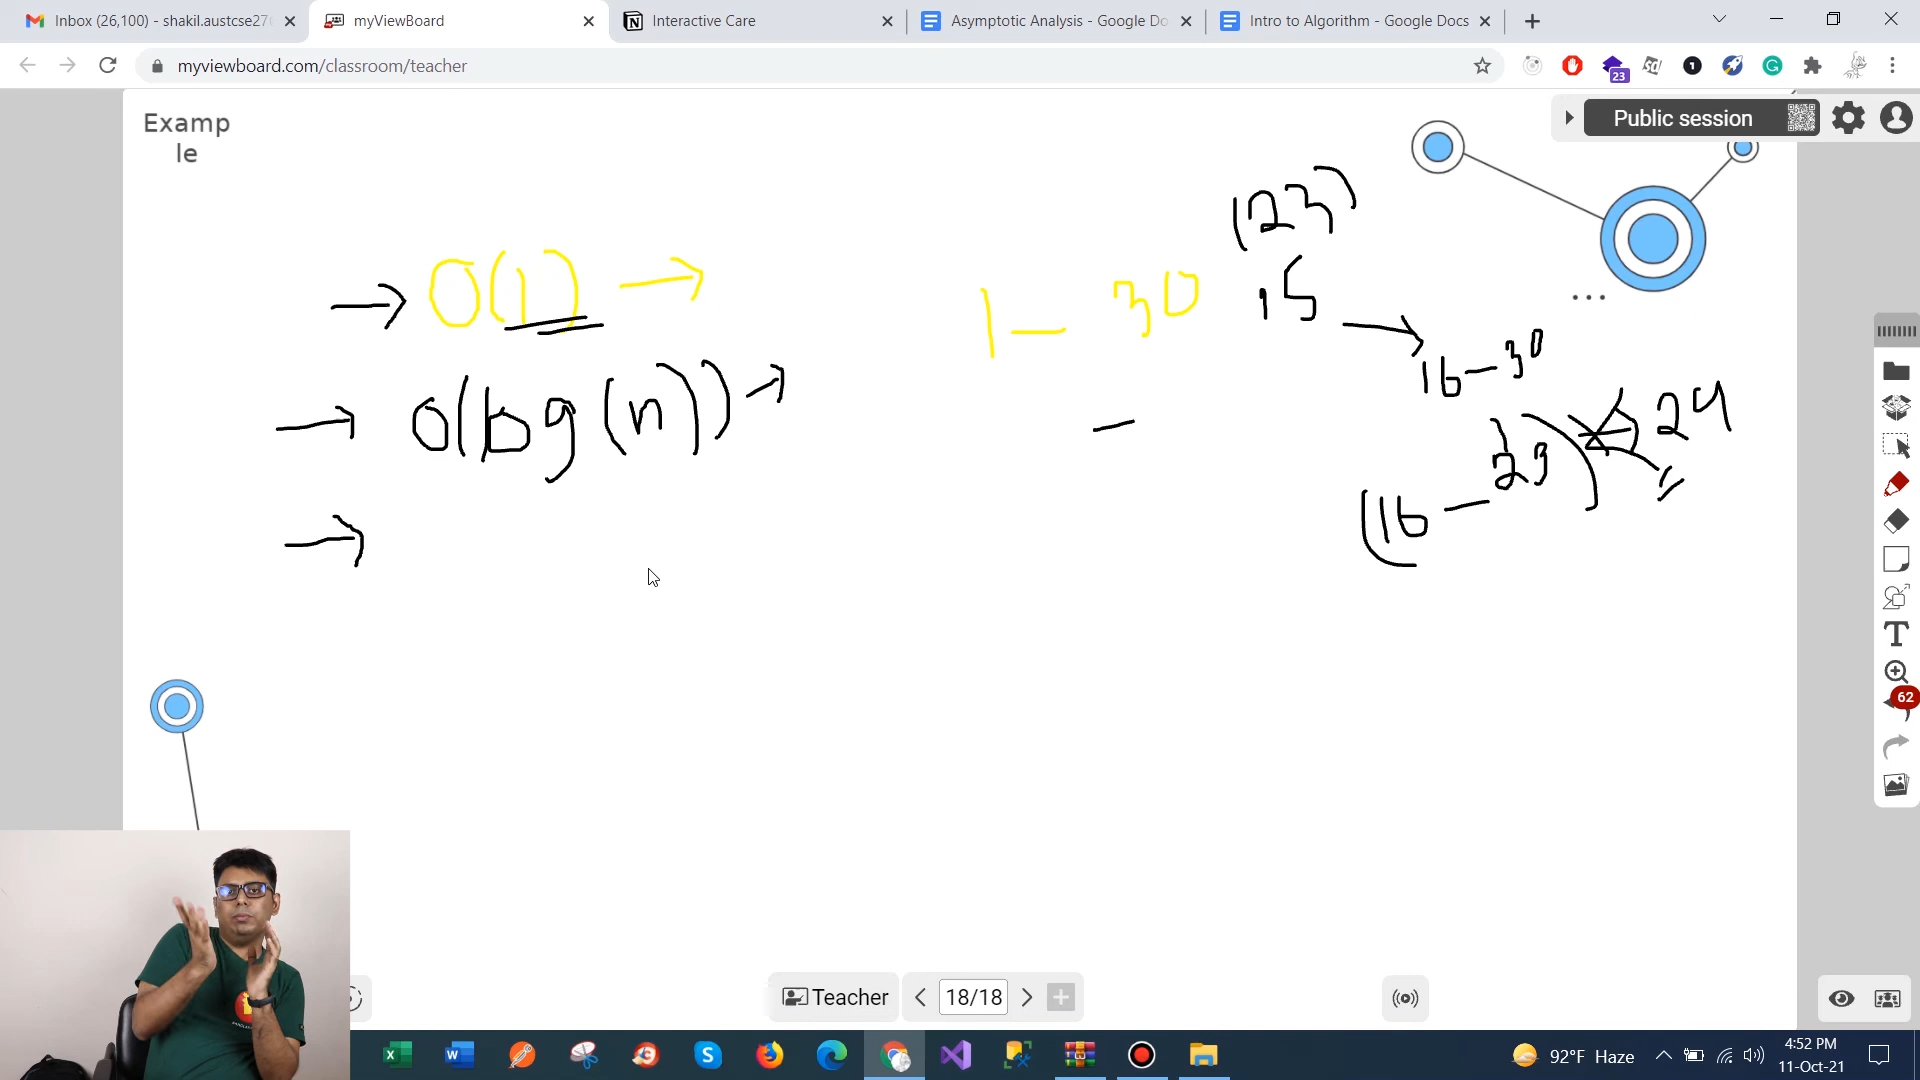 Inbox (26,100) - shakil.austcse27
myViewBoard
Interactive Care
Asymptotic Analysis - Google Do
Intro to Algorithm - Google Docs
myviewboard.com/classroom/teacher
23
Examp
le
Public session
(23)
O(1)
1 - 30
15
16-30
O(log(n))
24
(16 - 23)
62
Teacher
18/18
92°F Haze
4:52 PM
11-Oct-21